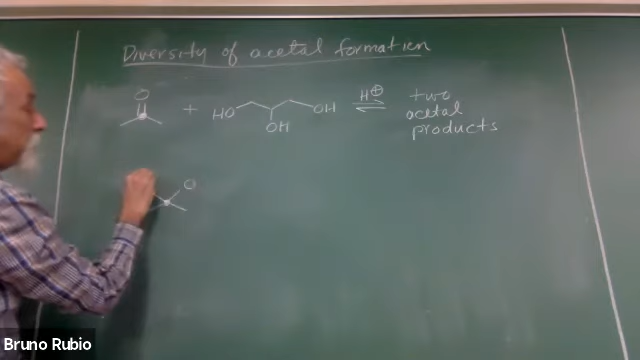 Diversity of acetal formation
O + HO OH OH H⊕ ⇌ two
acetal
products
O
Bruno Rubio